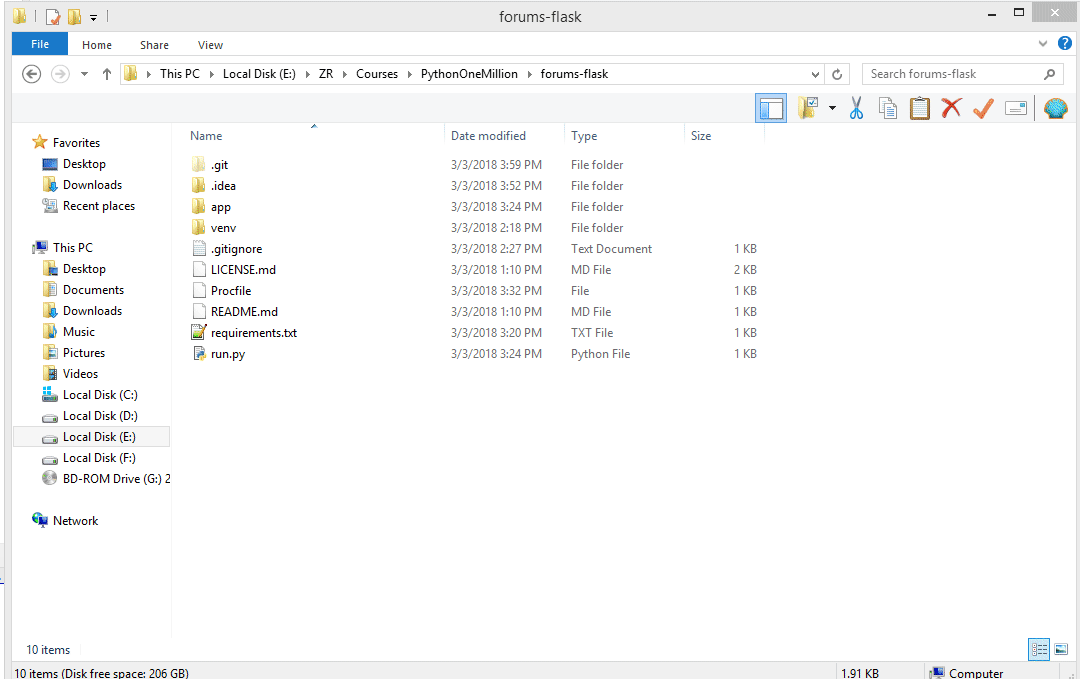 forums-flask
File Home Share View
This PC Local Disk (E:) ZR Courses PythonOneMillion forums-flask
Search forums-flask
Name Date modified Type Size
Favorites
Desktop
Downloads
Recent places
This PC
Desktop
Documents
Downloads
Music
Pictures
Videos
Local Disk (C:)
Local Disk (D:)
Local Disk (E:)
Local Disk (F:)
BD-ROM Drive (G:) 2
Network
.git 3/3/2018 3:59 PM File folder
.idea 3/3/2018 3:52 PM File folder
app 3/3/2018 3:24 PM File folder
venv 3/3/2018 2:18 PM File folder
.gitignore 3/3/2018 2:27 PM Text Document 1 KB
LICENSE.md 3/3/2018 1:10 PM MD File 2 KB
Procfile 3/3/2018 3:32 PM File 1 KB
README.md 3/3/2018 1:10 PM MD File 1 KB
requirements.txt 3/3/2018 3:20 PM TXT File 1 KB
run.py 3/3/2018 3:24 PM Python File 1 KB
10 items
10 items (Disk free space: 206 GB) 1.91 KB Computer